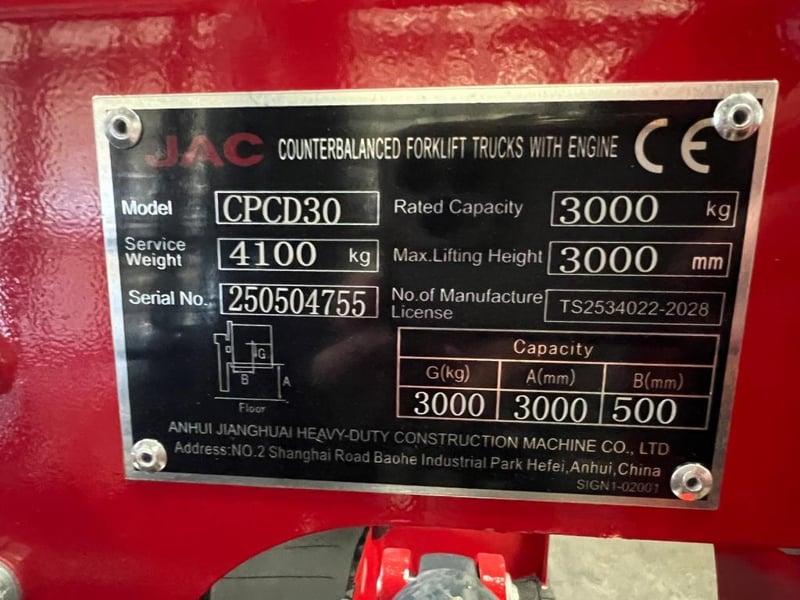 JAC COUNTERBALANCED FORKLIFT TRUCKS WITH ENGINE CE
Model CPCD30 Rated Capacity 3000 kg
Service Weight 4100 kg Max.Lifting Height 3000 mm
Serial No. 250504755 No.of Manufacture License TS2534022-2028
Capacity
G(kg) A(mm) B(mm)
3000 3000 500
G
B A
Floor
ANHUI JIANGHUAI HEAVY-DUTY CONSTRUCTION MACHINE CO., LTD
Address:NO.2 Shanghai Road Baohe Industrial Park Hefei,Anhui,China
SIGN1-02001